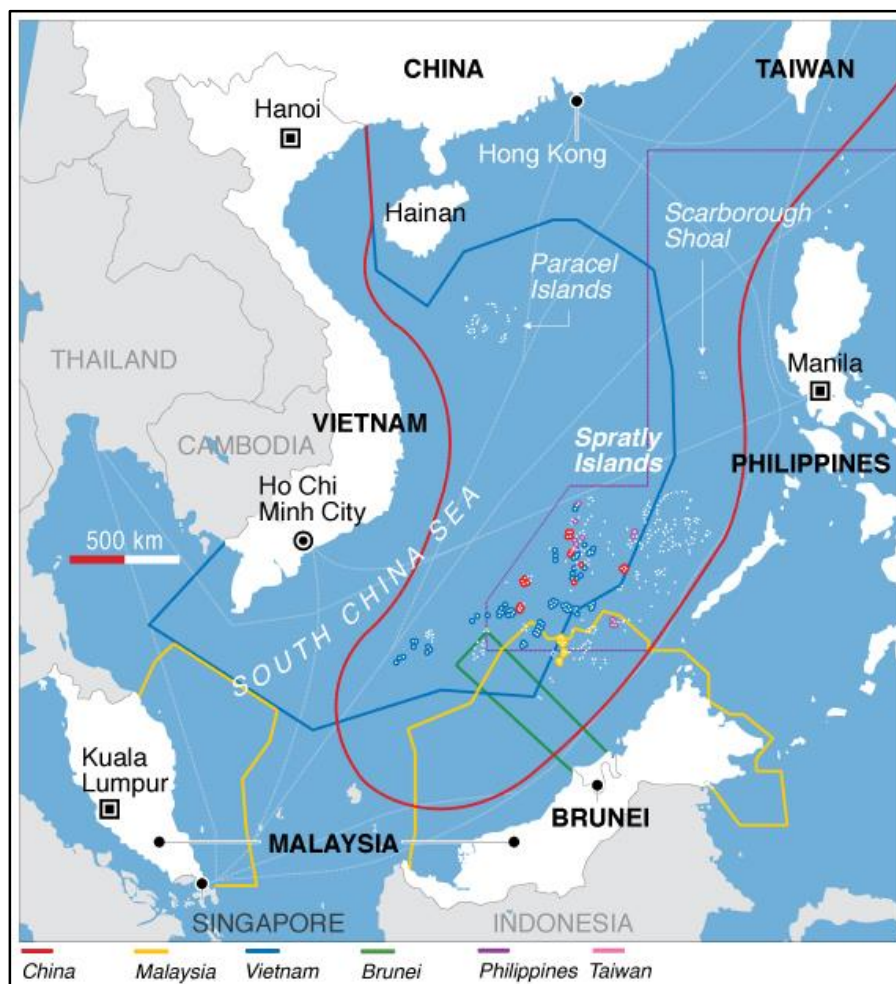 CHINA
TAIWAN
Hanoi
Hong Kong
Hainan
Scarborough
Shoal
Paracel
Islands
THAILAND
Manila
VIETNAM
CAMBODIA
Spratly
Islands
PHILIPPINES
Ho Chi
Minh City
500 km
SOUTH CHINA SEA
Kuala
Lumpur
BRUNEI
MALAYSIA
SINGAPORE
INDONESIA
China
Malaysia
Vietnam
Brunei
Philippines
Taiwan